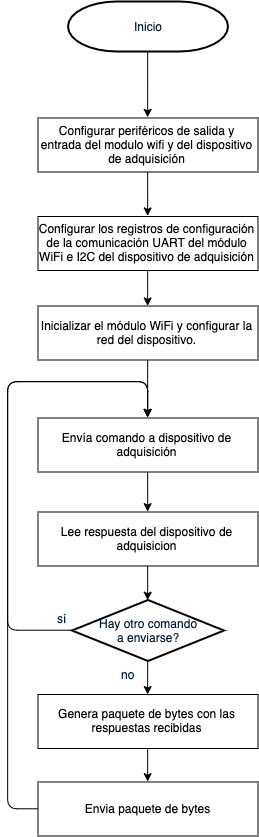 Inicio
Configurar periféricos de salida y
entrada del modulo wifi y del dispositivo
de adquisición
Configurar los registros de configuración
de la comunicación UART del módulo
WiFi e I2C del dispositivo de adquisición
Inicializar el módulo WiFi y configurar la
red del dispositivo.
Envía comando a dispositivo de
adquisición
Lee respuesta del dispositivo de
adquisicion
sí
Hay otro comando
a enviarse?
no
Genera paquete de bytes con las
respuestas recibidas
Envia paquete de bytes